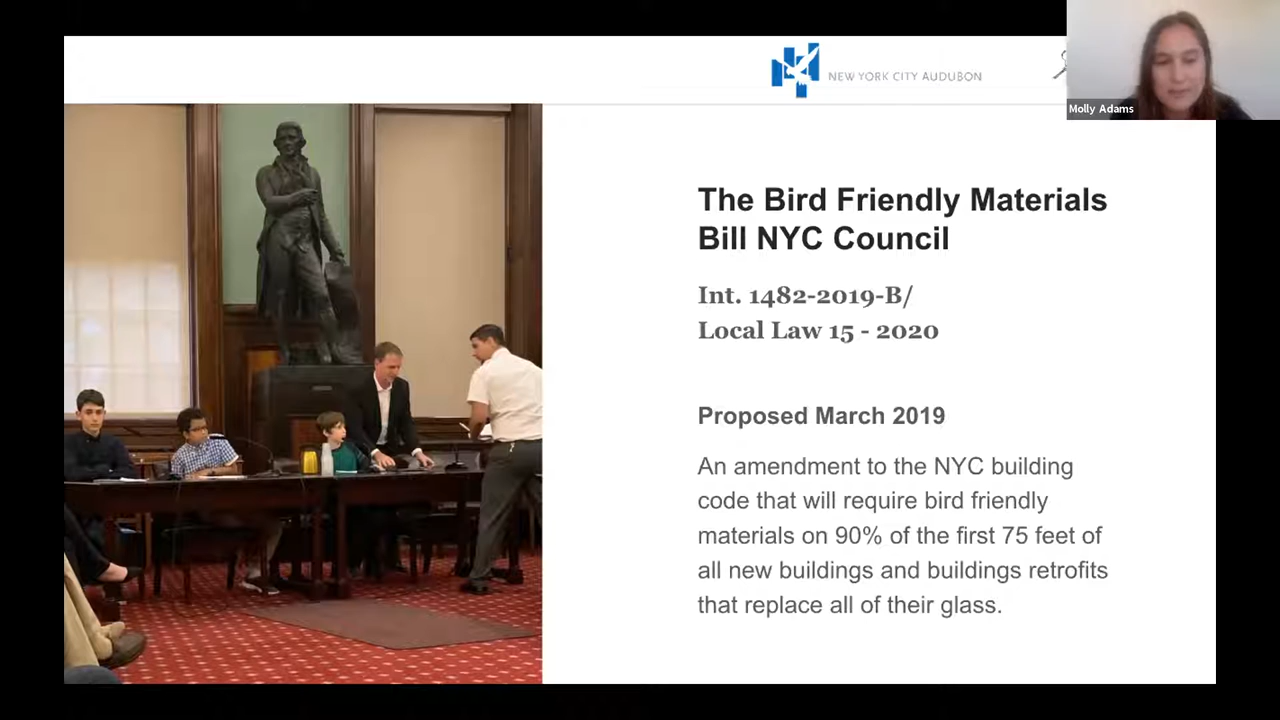 NEW YORK CITY AUDUBON
Molly Adams
The Bird Friendly Materials
Bill NYC Council
Int. 1482-2019-B/
Local Law 15 - 2020
Proposed March 2019
An amendment to the NYC building
code that will require bird friendly
materials on 90% of the first 75 feet of
all new buildings and buildings retrofits
that replace all of their glass.